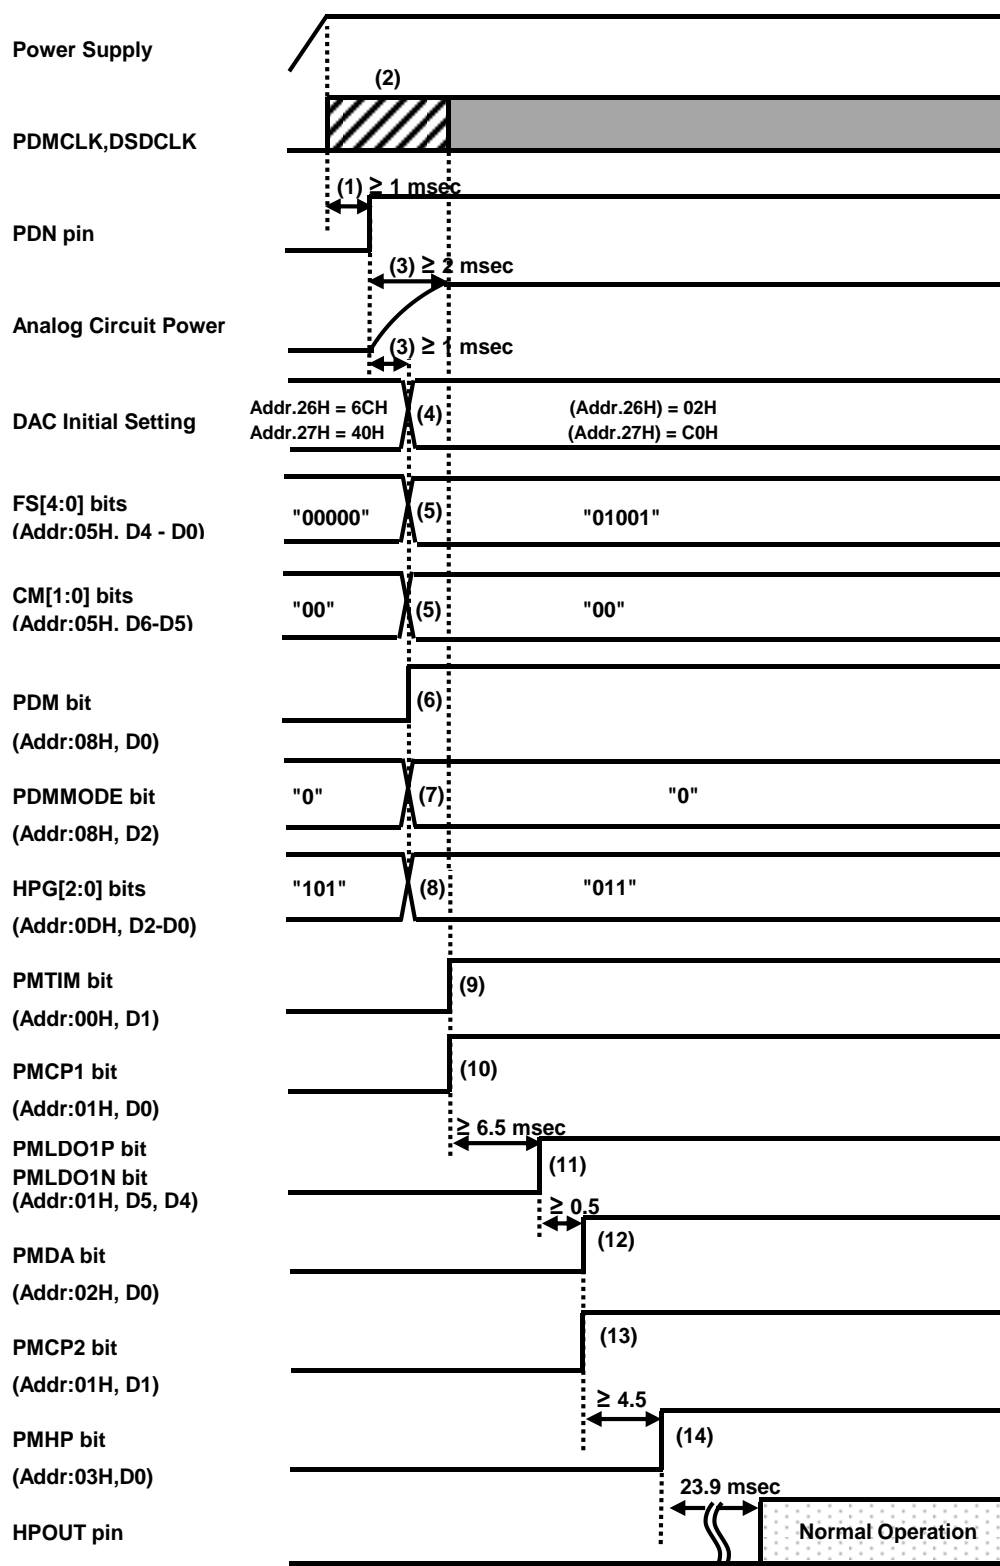 Power Supply
(2)
PDMCLK,DSDCLK
(1) ≥ 1 msec
PDN pin
(3) ≥ 2 msec
Analog Circuit Power
(3) ≥ 1 msec
DAC Initial Setting
Addr.26H = 6CH
Addr.27H = 40H
(4)
(Addr.26H) = 02H
(Addr.27H) = C0H
FS[4:0] bits
(Addr:05H. D4 - D0)
"00000"
(5)
"01001"
CM[1:0] bits
(Addr:05H. D6-D5)
"00"
(5)
"00"
PDM bit
(Addr:08H, D0)
(6)
PDMMODE bit
(Addr:08H, D2)
"0"
(7)
"0"
HPG[2:0] bits
(Addr:0DH, D2-D0)
"101"
(8)
"011"
PMTIM bit
(Addr:00H, D1)
(9)
PMCP1 bit
(Addr:01H, D0)
(10)
≥ 6.5 msec
PMLDO1P bit
PMLDO1N bit
(Addr:01H, D5, D4)
(11)
≥ 0.5
PMDA bit
(Addr:02H, D0)
(12)
PMCP2 bit
(Addr:01H, D1)
(13)
≥ 4.5
PMHP bit
(Addr:03H,D0)
(14)
23.9 msec
HPOUT pin
Normal Operation